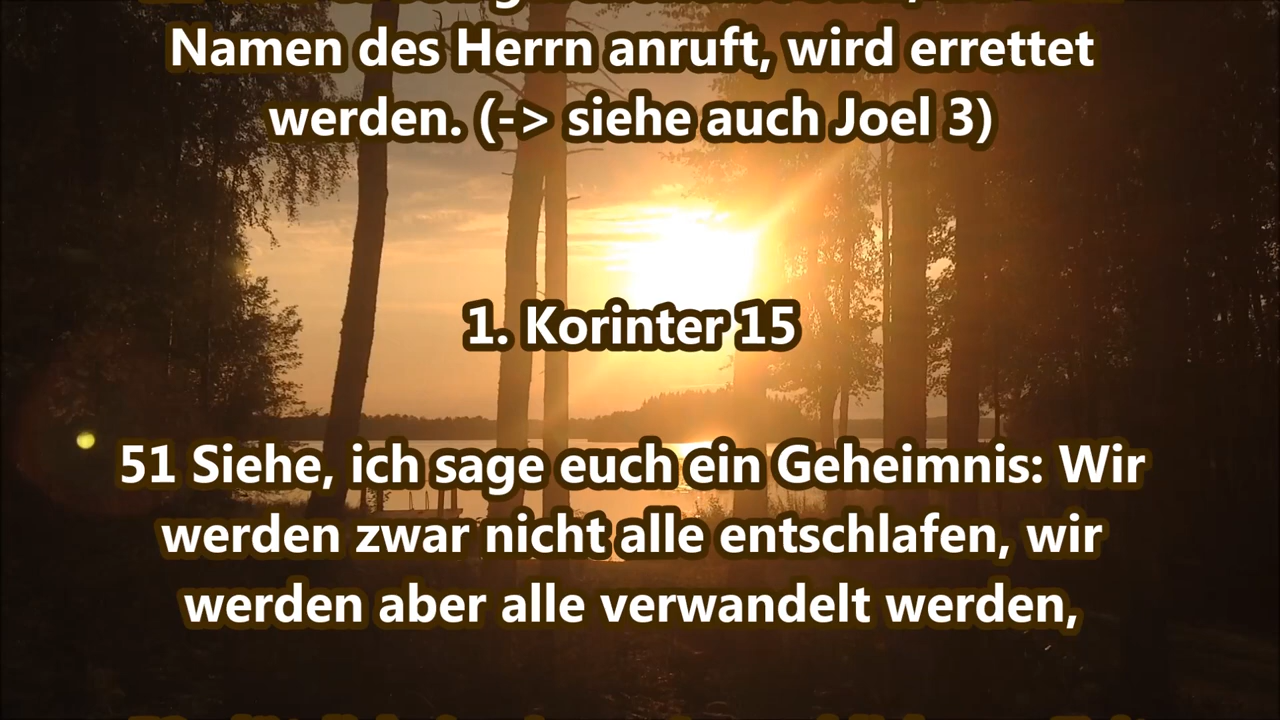 Namen des Herrn anruft, wird errettet
werden. (-> siehe auch Joel 3)
1. Korinter 15
51 Siehe, ich sage euch ein Geheimnis: Wir
werden zwar nicht alle entschlafen, wir
werden aber alle verwandelt werden,